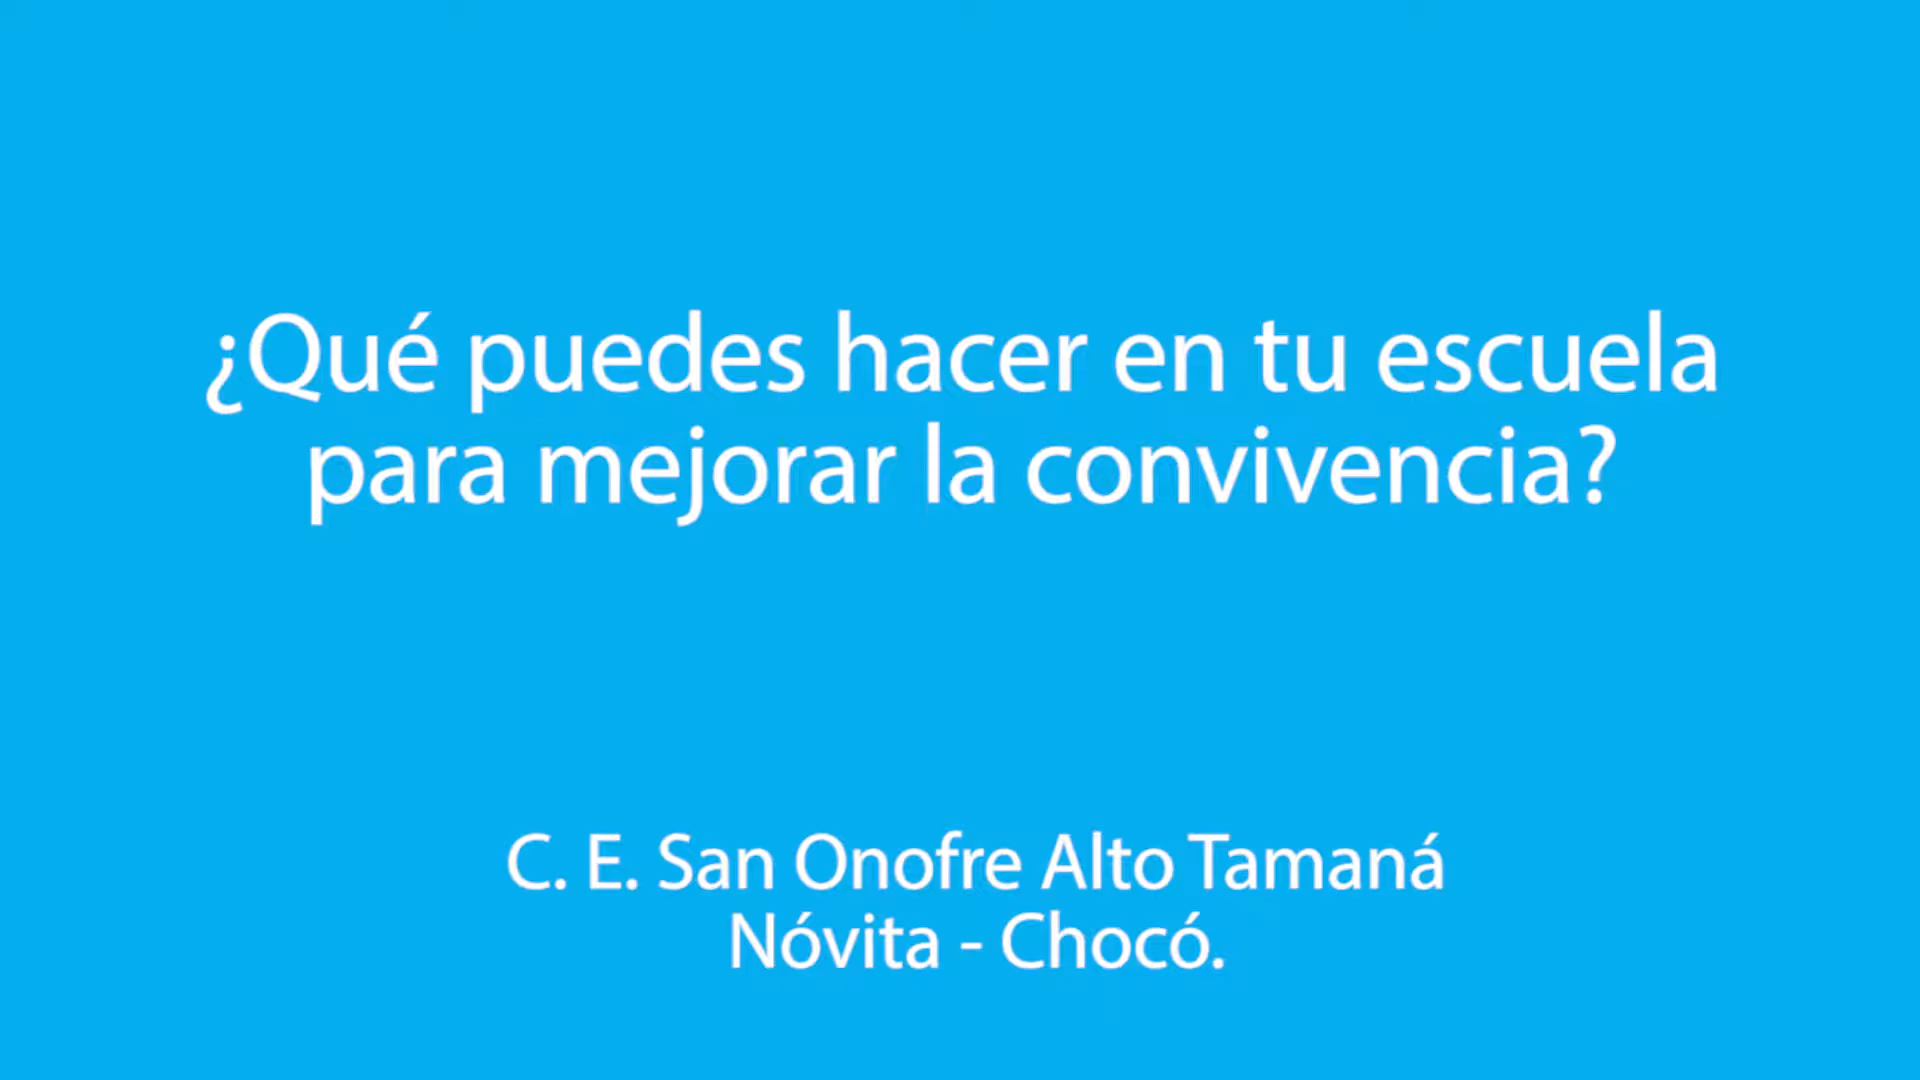 ¿Qué puedes hacer en tu escuela
para mejorar la convivencia?
C. E. San Onofre Alto Tamaná
Nóvita - Chocó.